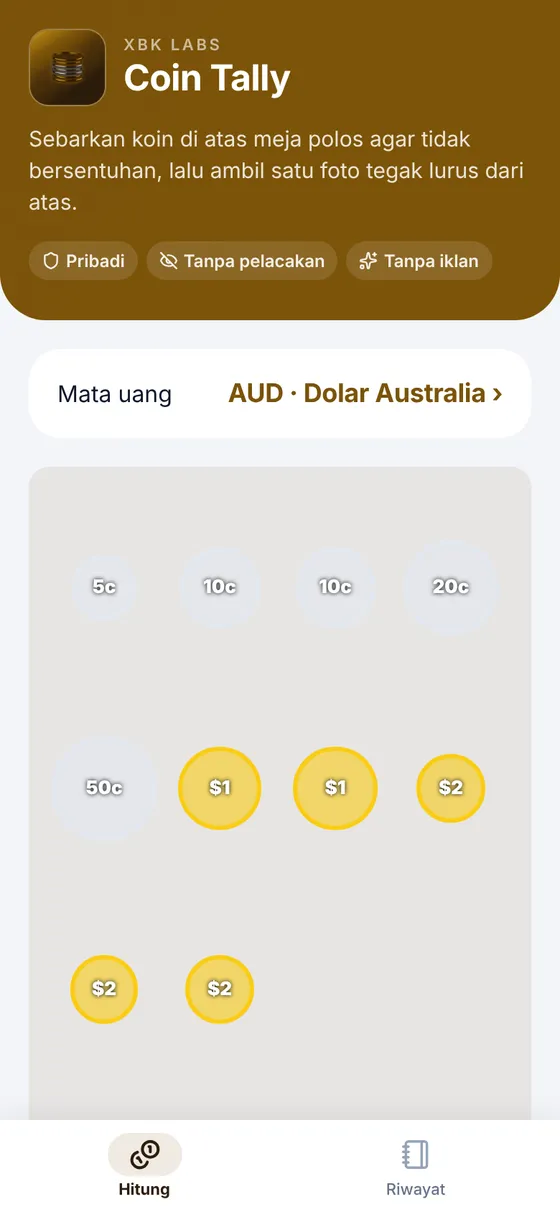 XBK LABS
Coin Tally
Sebarkan koin di atas meja polos agar tidak
bersentuhan, lalu ambil satu foto tegak lurus dari
atas.
Pribadi
Tanpa pelacakan
Tanpa iklan
Mata uang
AUD · Dolar Australia ›
5c
10c
10c
20c
50c
$1
$1
$2
$2
$2
Hitung
Riwayat